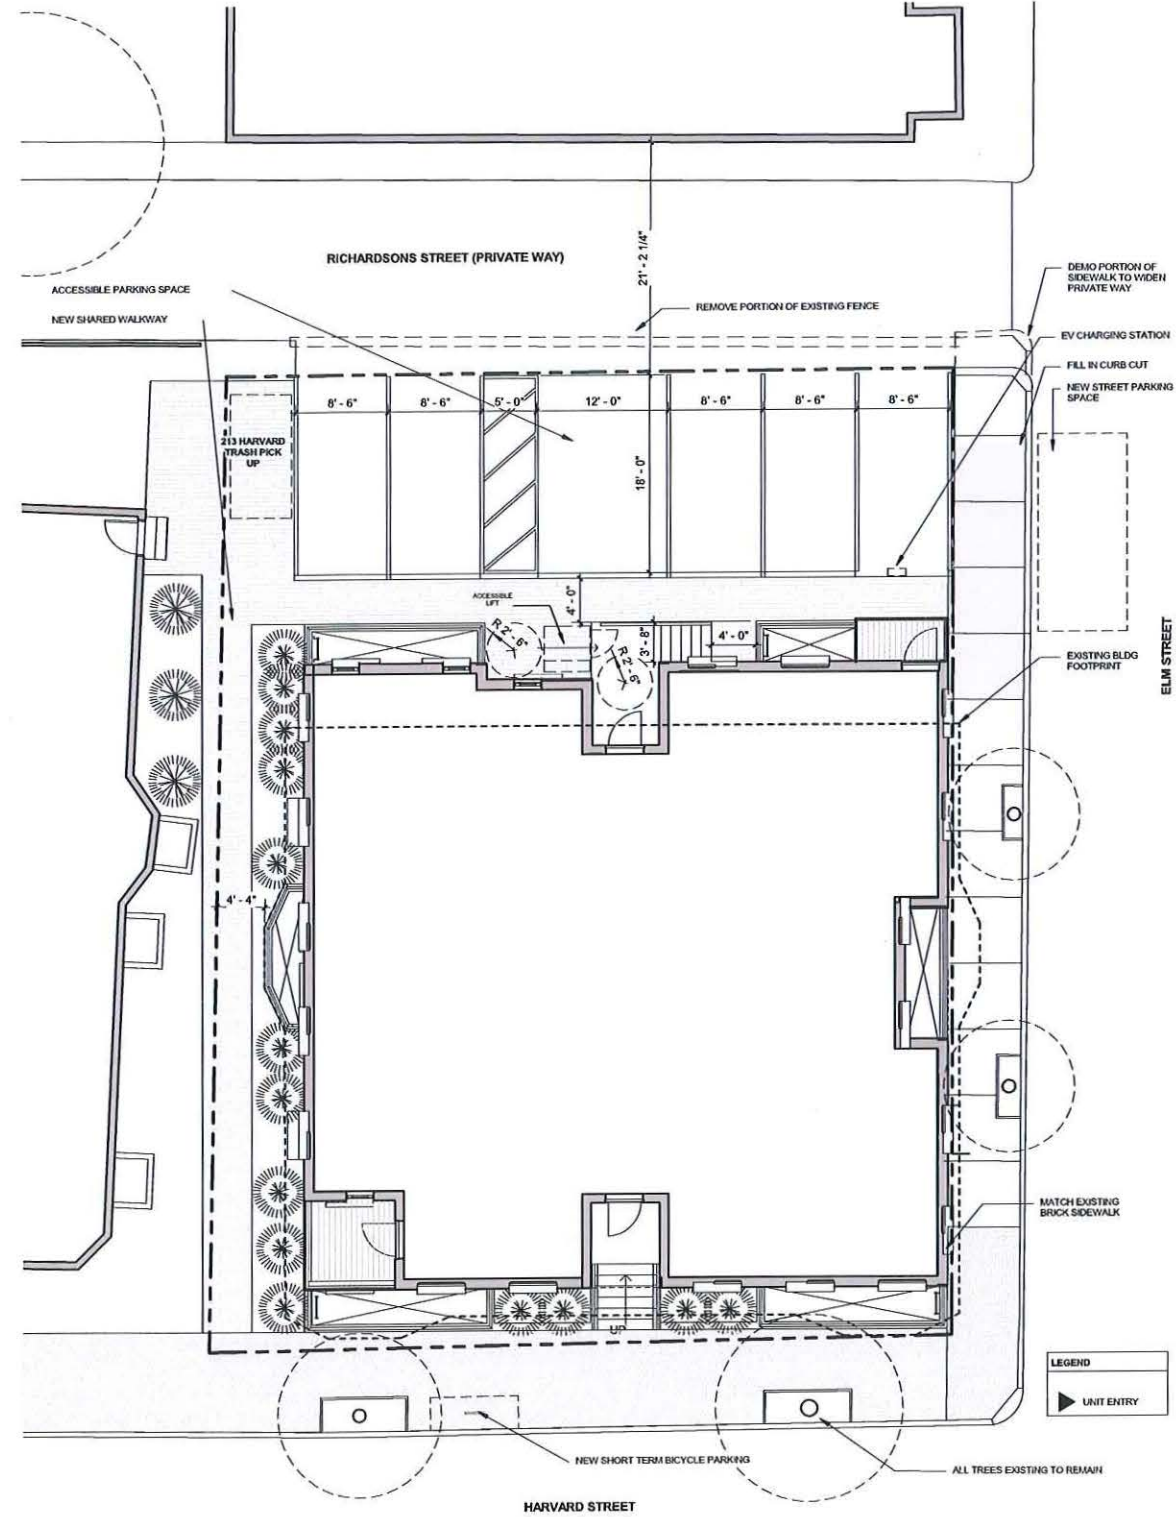 RICHARDSONS STREET (PRIVATE WAY)
21' - 2 1/4"
DEMO PORTION OF
SIDEWALK TO WIDEN
PRIVATE WAY
ACCESSIBLE PARKING SPACE
REMOVE PORTION OF EXISTING FENCE
NEW SHARED WALKWAY
EV CHARGING STATION
FILL IN CURB CUT
NEW STREET PARKING
SPACE
8' - 6"
8' - 6"
5' - 0"
12' - 0"
8' - 6"
8' - 6"
8' - 6"
213 HARVARD
TRASH PICK
UP
18' - 0"
ACCESSIBLE
LIFT
4' - 0"
R 2' - 6"
R 2' - 6"
3' - 8"
4' - 0"
EXISTING BLDG
FOOTPRINT
ELM STREET
4' - 4"
MATCH EXISTING
BRICK SIDEWALK
UP
LEGEND
UNIT ENTRY
NEW SHORT TERM BICYCLE PARKING
ALL TREES EXISTING TO REMAIN
HARVARD STREET